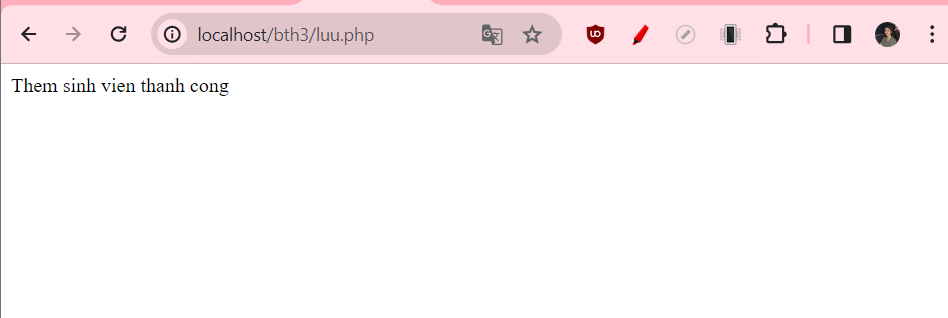 localhost/bth3/luu.php
Them sinh vien thanh cong